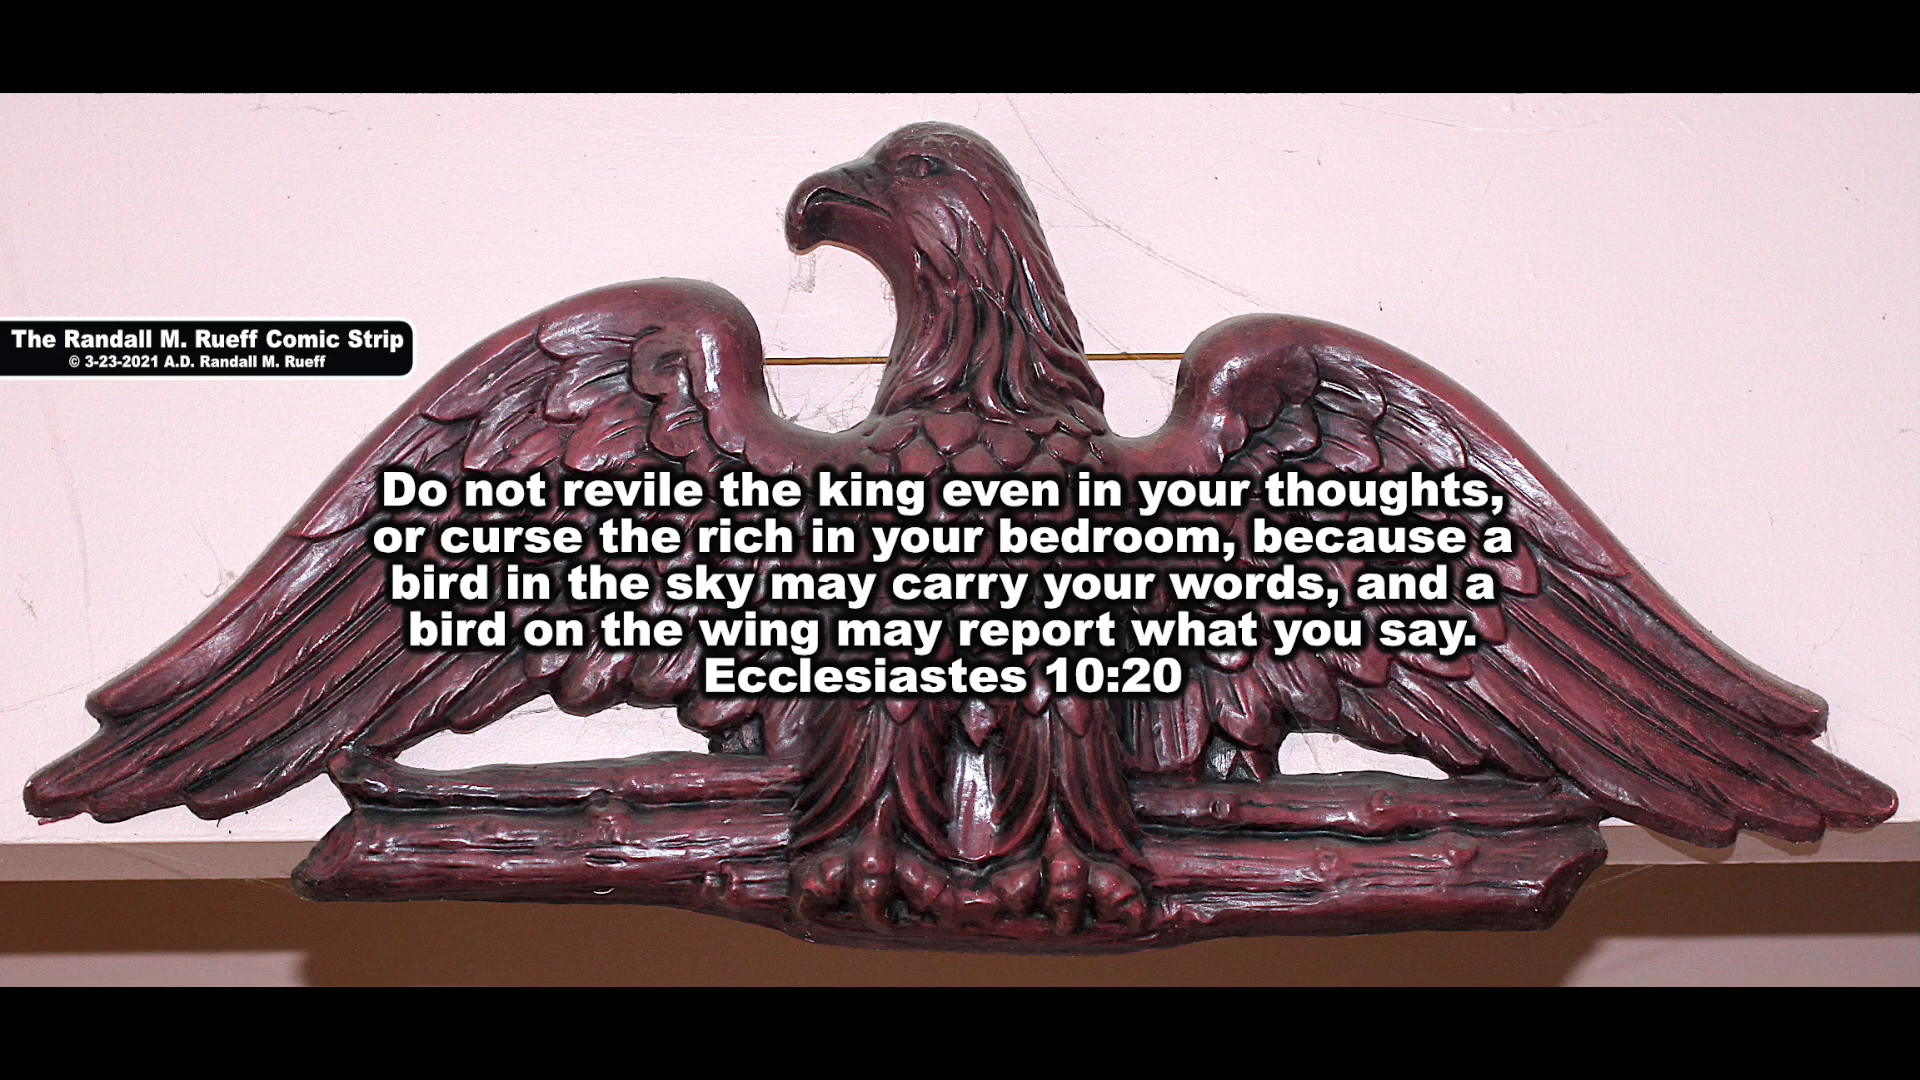 The Randall M. Rueff Comic Strip
© 3-23-2021 A.D. Randall M. Rueff
Do not revile the king even in your thoughts,
or curse the rich in your bedroom, because a
bird in the sky may carry your words, and a
bird on the wing may report what you say.
Ecclesiastes 10:20